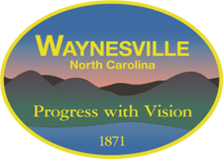 WAYNESVILLE
North Carolina
Progress with Vision
1871